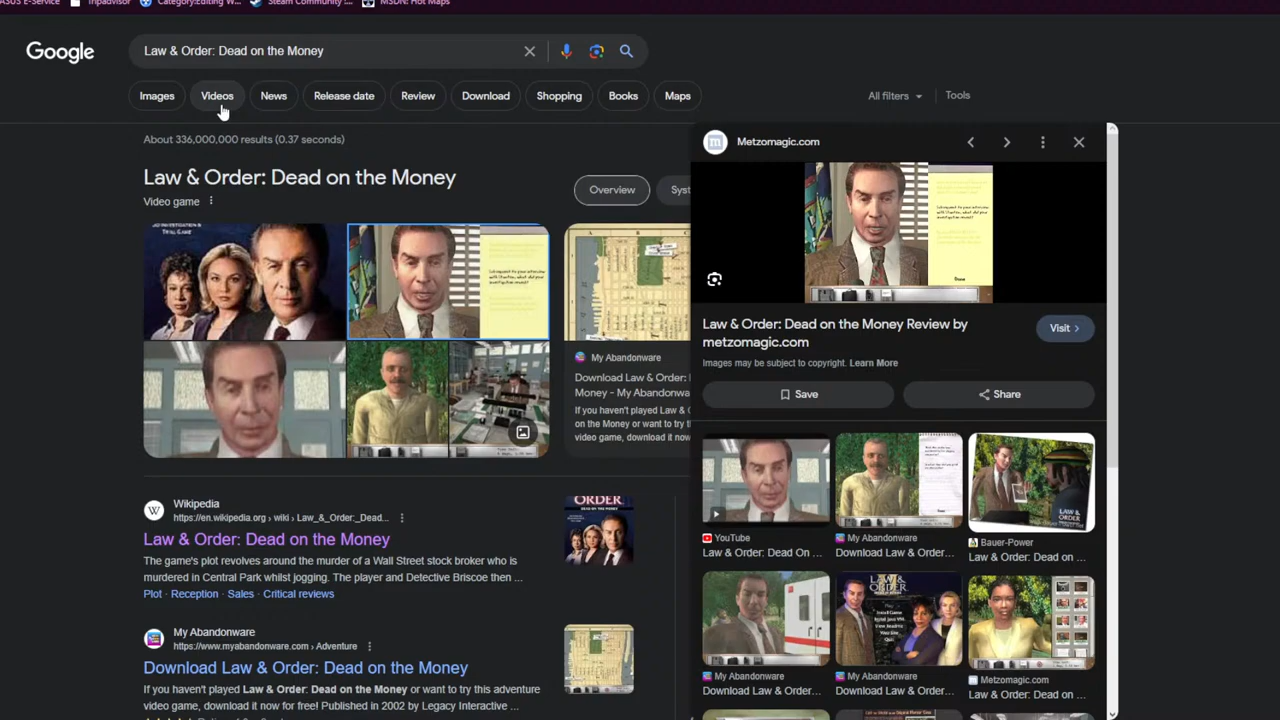 ASUS E-Service
Tripadvisor
Category:Editing W...
Steam Community :...
MSDN: Hot Maps
Google
Law & Order: Dead on the Money
Images
Videos
News
Release date
Review
Download
Shopping
Books
Maps
All filters
Tools
About 336,000,000 results (0.37 seconds)
Law & Order: Dead on the Money
Video game
Overview
Sys
My Abandonware
Download Law & Order:
Money - My Abandonwa
If you haven't played Law &
Order: Dead on the Money
video game, download it now
Wikipedia
https://en.wikipedia.org › wiki › Law_&_Order:_Dead...
Law & Order: Dead on the Money
The game's plot revolves around the murder of a Wall Street stock broker who is
murdered in Central Park whilst jogging. The player and Detective Briscoe then ...
Plot · Reception · Sales · Critical reviews
ORDER
DEAD ON THE MONEY
My Abandonware
https://www.myabandonware.com › Adventure
Download Law & Order: Dead on the Money
If you haven't played Law & Order: Dead on the Money or want to try this adventure
video game, download it now for free! Published in 2002 by Legacy Interactive ...
Metzomagic.com
Law & Order: Dead on the Money Review by
metzomagic.com
Visit
Images may be subject to copyright. Learn More
Save
Share
YouTube
Law & Order: Dead On ...
My Abandonware
Download Law & Order...
Bauer-Power
Law & Order: Dead on ...
My Abandonware
Download Law & Order...
My Abandonware
Download Law & Order...
Metzomagic.com
Law & Order: Dead on ...